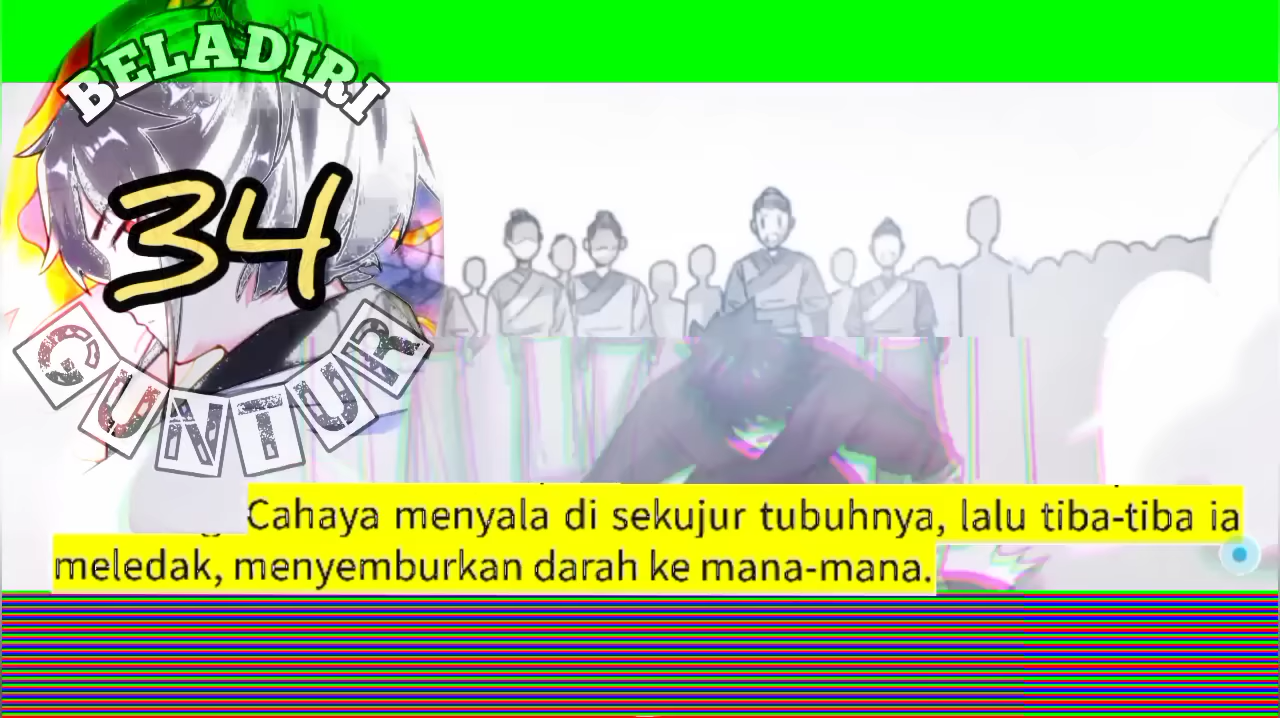 BELADIRI
34
GUNTUR
Cahaya menyala di sekujur tubuhnya, lalu tiba-tiba ia
meledak, menyemburkan darah ke mana-mana.